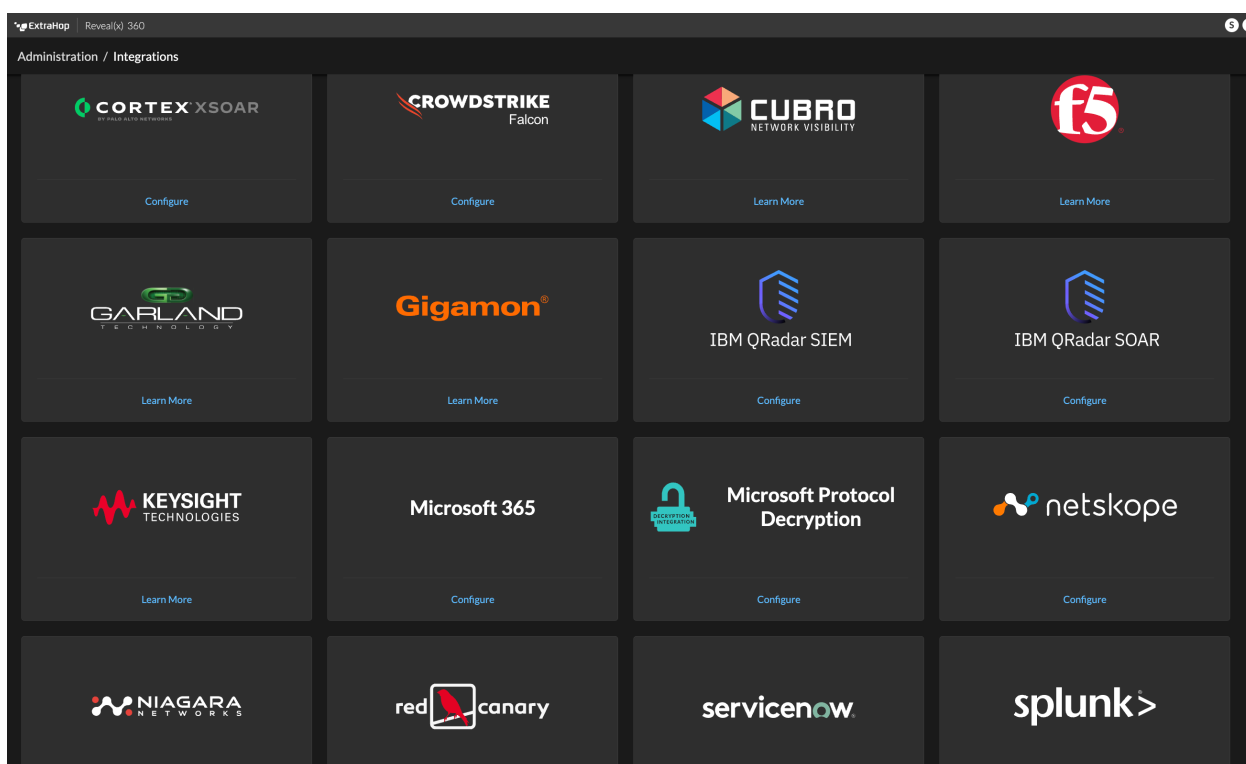 ExtraHop Reveal(x) 360 S
Administration / Integrations
CORTEX XSOAR
BY PALO ALTO NETWORKS
Configure
CROWDSTRIKE
Falcon
Configure
CUBRO
NETWORK VISIBILITY
Learn More
f5
Learn More
GARLAND
TECHNOLOGY
Learn More
Gigamon®
Learn More
IBM QRadar SIEM
Configure
IBM QRadar SOAR
Configure
KEYSIGHT
TECHNOLOGIES
Learn More
Microsoft 365
Configure
DECRYPTION
INTEGRATION
Microsoft Protocol
Decryption
Configure
netskope
Configure
NIAGARA
NETWORKS
red canary
servicenow
splunk>